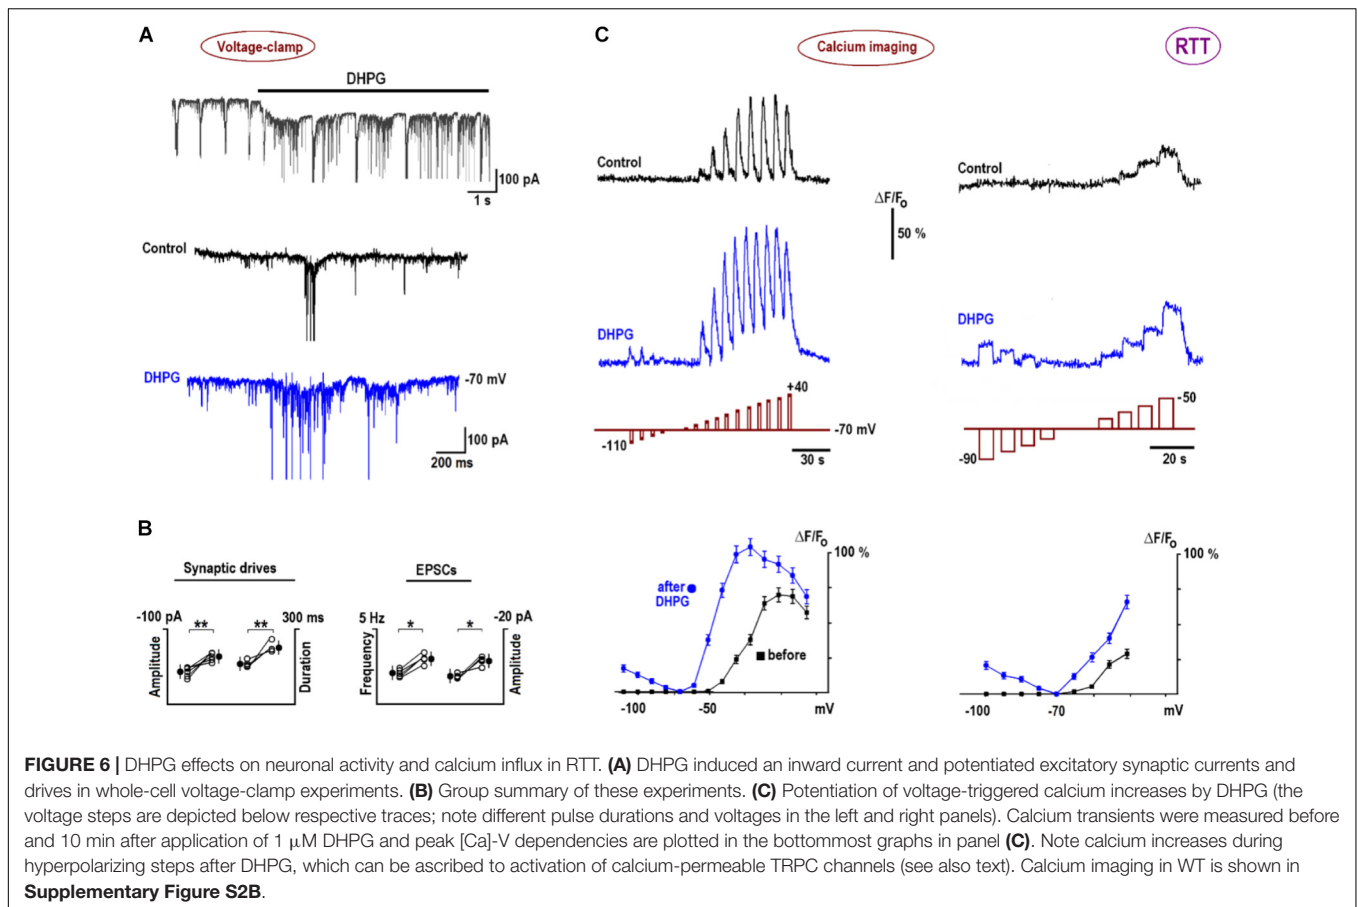 A
Voltage-clamp
DHPG
100 pA
1 s
Control
DHPG
-70 mV
100 pA
200 ms
B
Synaptic drives
EPSCs
-100 pA
**
**
300 ms
5 Hz
*
*
-20 pA
Amplitude
Duration
Frequency
Amplitude
C
Calcium imaging
RTT
Control
Control
ΔF/Fo
50 %
DHPG
DHPG
+40
-110
-70 mV
30 s
-50
-90
20 s
ΔF/Fo
100 %
after
DHPG
before
-100
-50
mV
ΔF/Fo
100 %
-100
-70
mV
FIGURE 6 | DHPG effects on neuronal activity and calcium influx in RTT. (A) DHPG induced an inward current and potentiated excitatory synaptic currents and
drives in whole-cell voltage-clamp experiments. (B) Group summary of these experiments. (C) Potentiation of voltage-triggered calcium increases by DHPG (the
voltage steps are depicted below respective traces; note different pulse durations and voltages in the left and right panels). Calcium transients were measured before
and 10 min after application of 1 μM DHPG and peak [Ca]-V dependencies are plotted in the bottommost graphs in panel (C). Note calcium increases during
hyperpolarizing steps after DHPG, which can be ascribed to activation of calcium-permeable TRPC channels (see also text). Calcium imaging in WT is shown in
Supplementary Figure S2B.